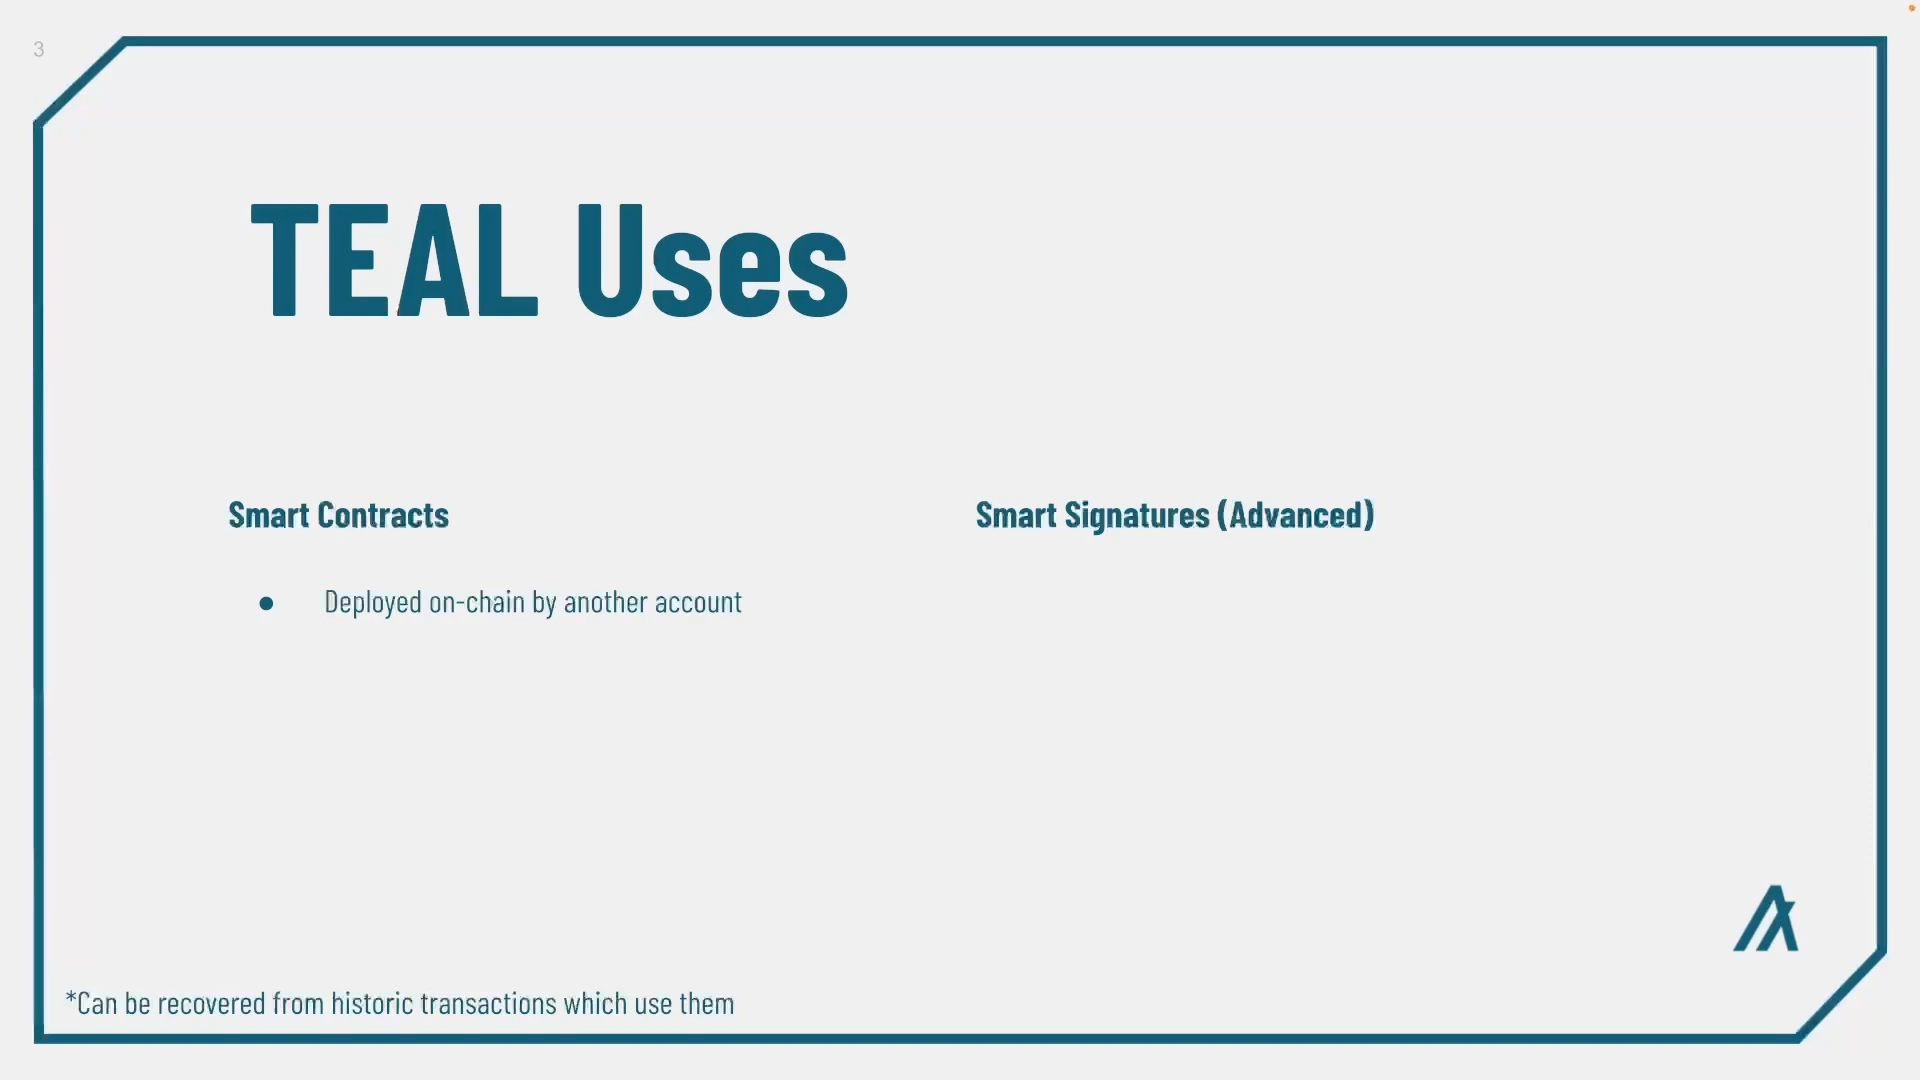 3
TEAL Uses
Smart Contracts
● Deployed on-chain by another account
Smart Signatures (Advanced)
*Can be recovered from historic transactions which use them